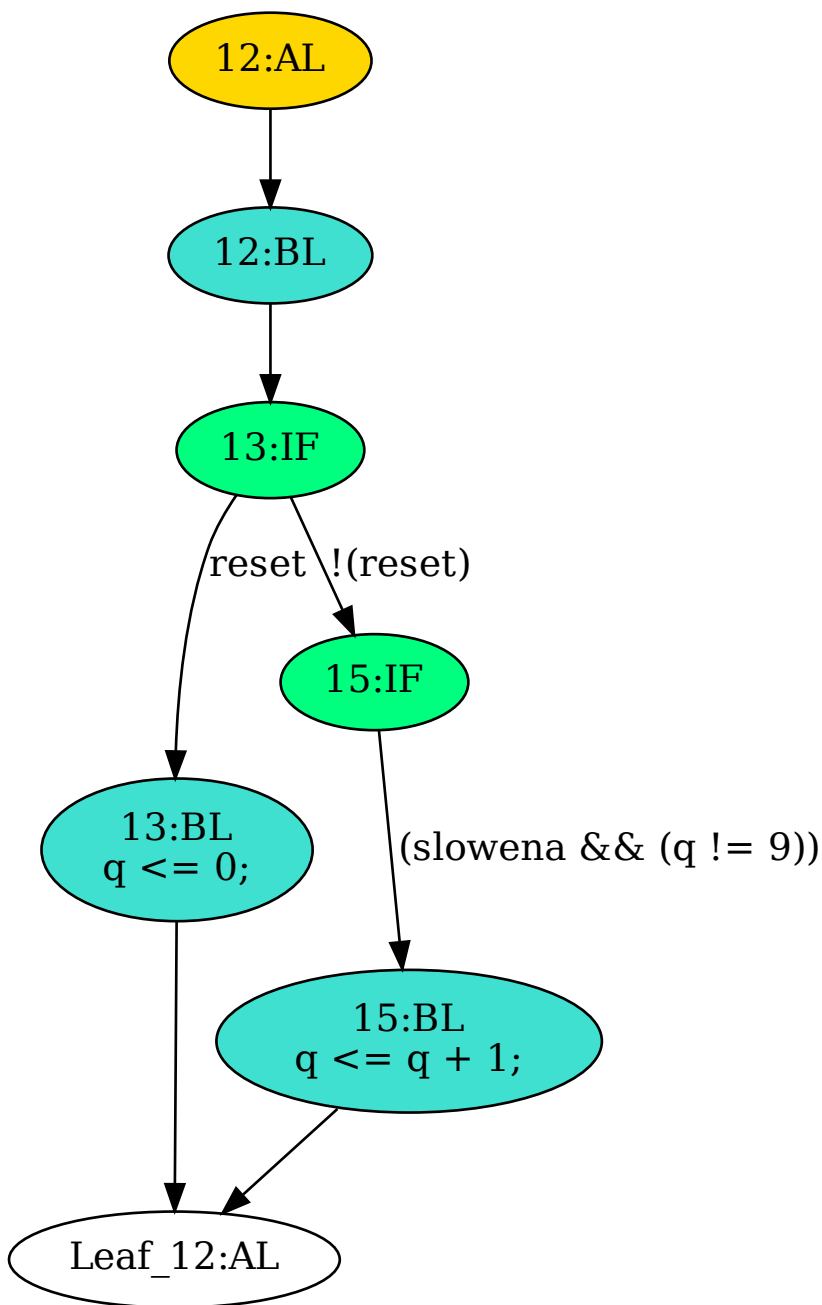 12:AL
12:BL
13:IF
reset
!(reset)
15:IF
13:BL
q <= 0;
(slowena && (q != 9))
15:BL
q <= q + 1;
Leaf_12:AL